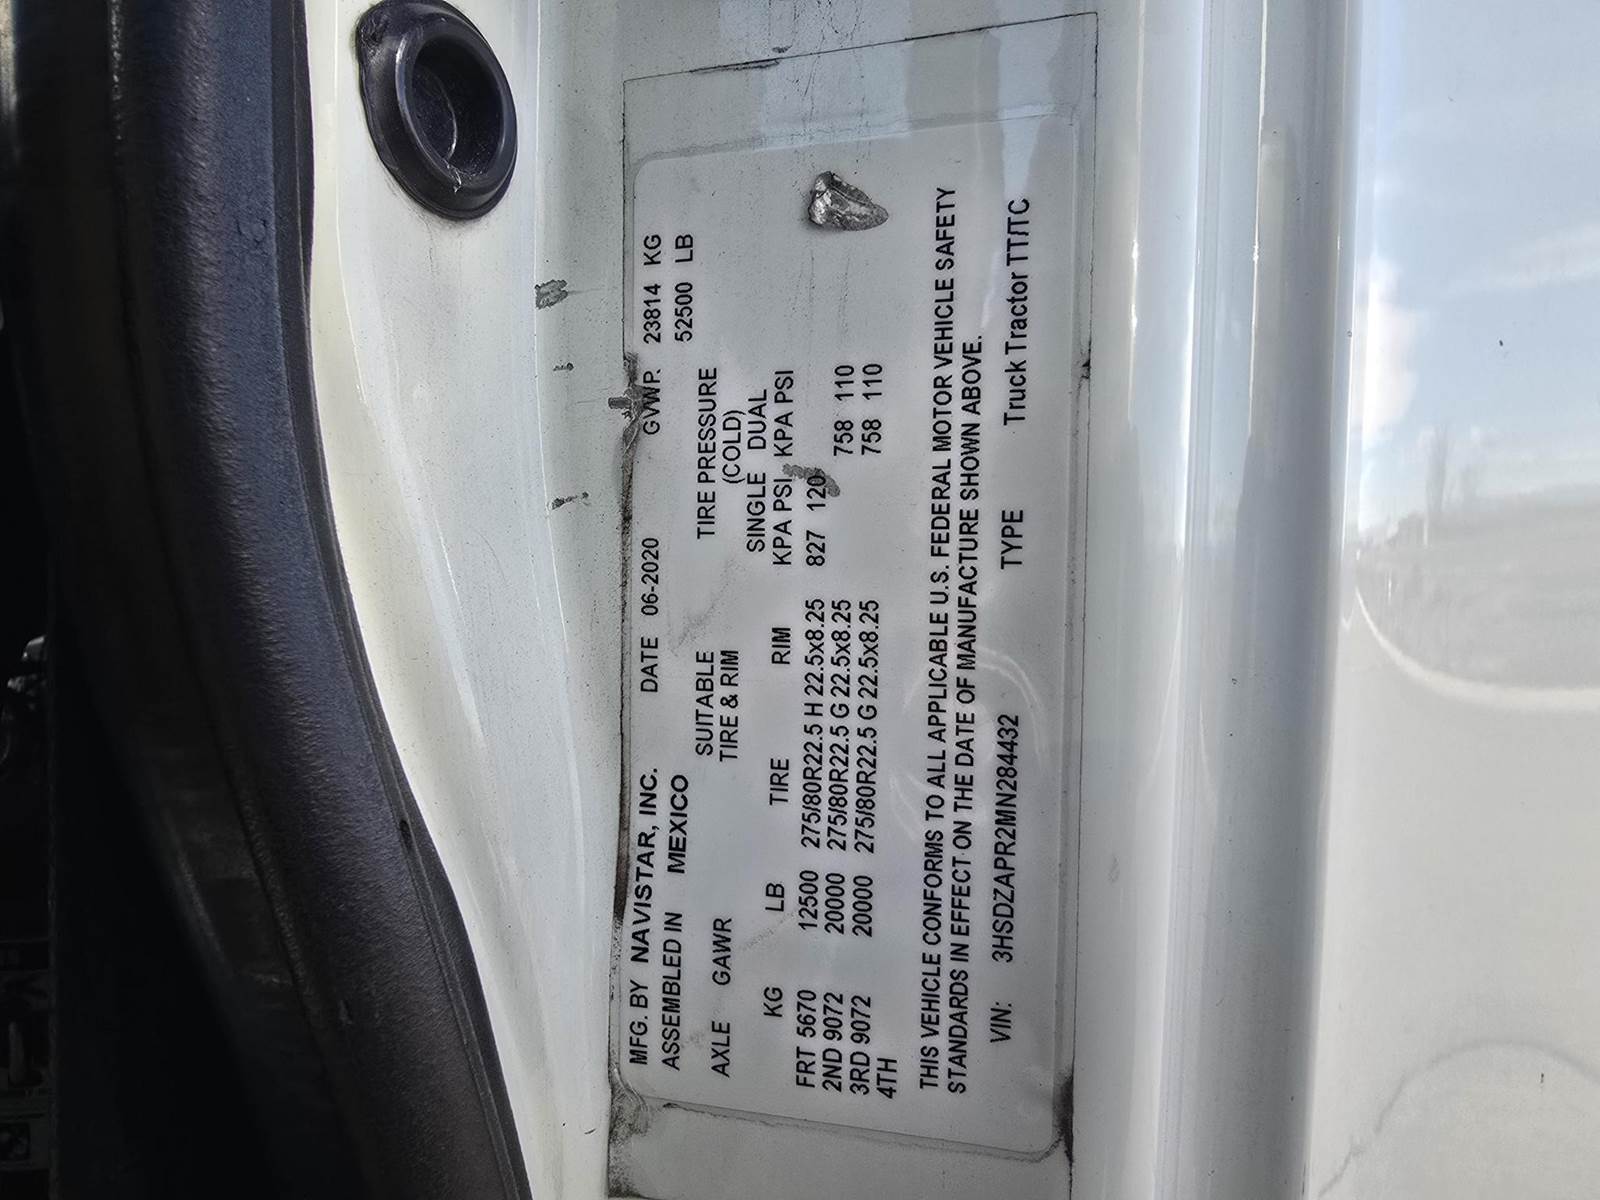 MFG. BY NAVISTAR, INC. DATE 06-2020 GVWR. 23814 KG
ASSEMBLED IN MEXICO 52500 LB
AXLE GAWR SUITABLE TIRE PRESSURE
TIRE & RIM (COLD)
SINGLE DUAL
KG LB TIRE RIM KPA PSI KPA PSI
FRT 5670 12500 275/80R22.5 H 22.5x8.25 827 120
2ND 9072 20000 275/80R22.5 G 22.5x8.25 758 110
3RD 9072 20000 275/80R22.5 G 22.5x8.25 758 110
4TH
THIS VEHICLE CONFORMS TO ALL APPLICABLE U.S. FEDERAL MOTOR VEHICLE SAFETY
STANDARDS IN EFFECT ON THE DATE OF MANUFACTURE SHOWN ABOVE.
VIN: 3HSDZAPR2MN284432 TYPE Truck Tractor TT/TC